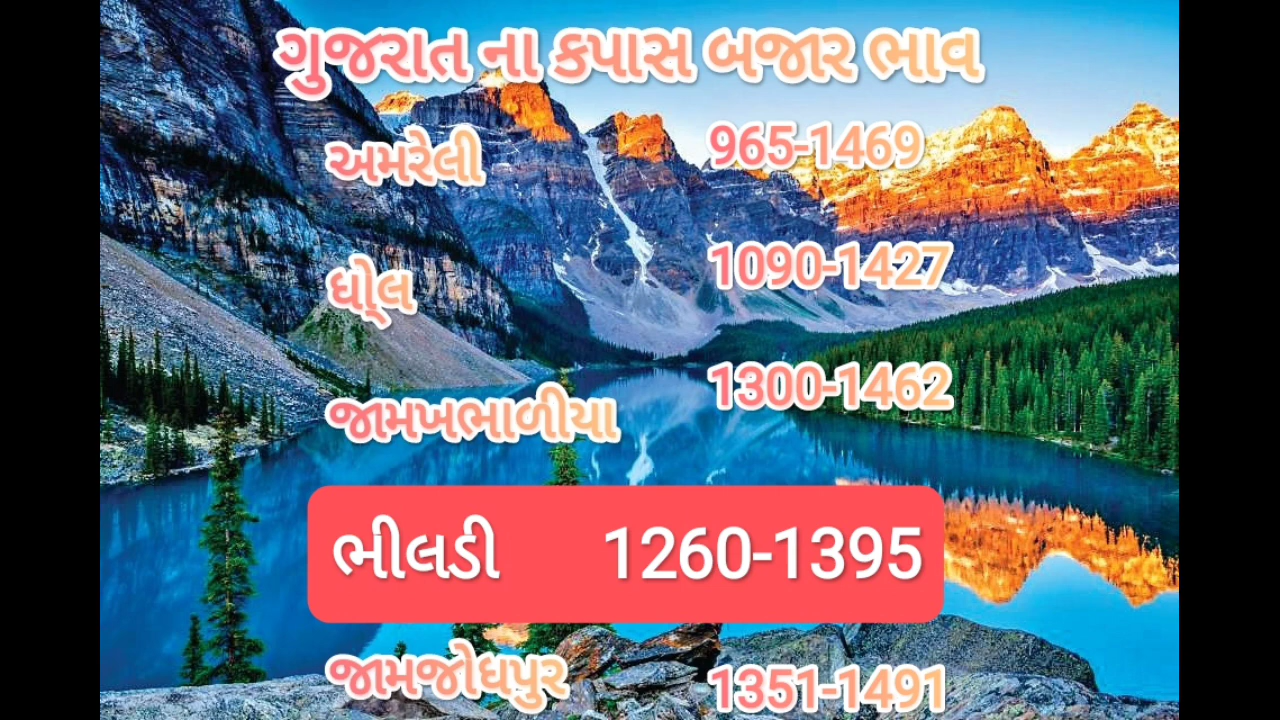 ગુજરાત ના કપાસ બજાર ભાવ
અમરેલી 965-1469
ધો્લ 1090-1427
જામખભાળીયા 1300-1462
ભીલડી 1260-1395
જામજોધપુર 1351-1491